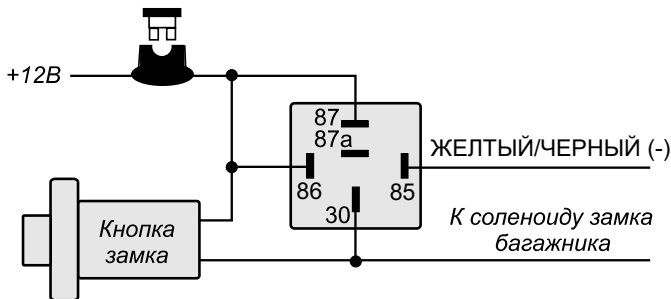 +12В
87
87a
ЖЕЛТЫЙ/ЧЕРНЫЙ (-)
86
85
30
К соленоиду замка
багажника
Кнопка
замка